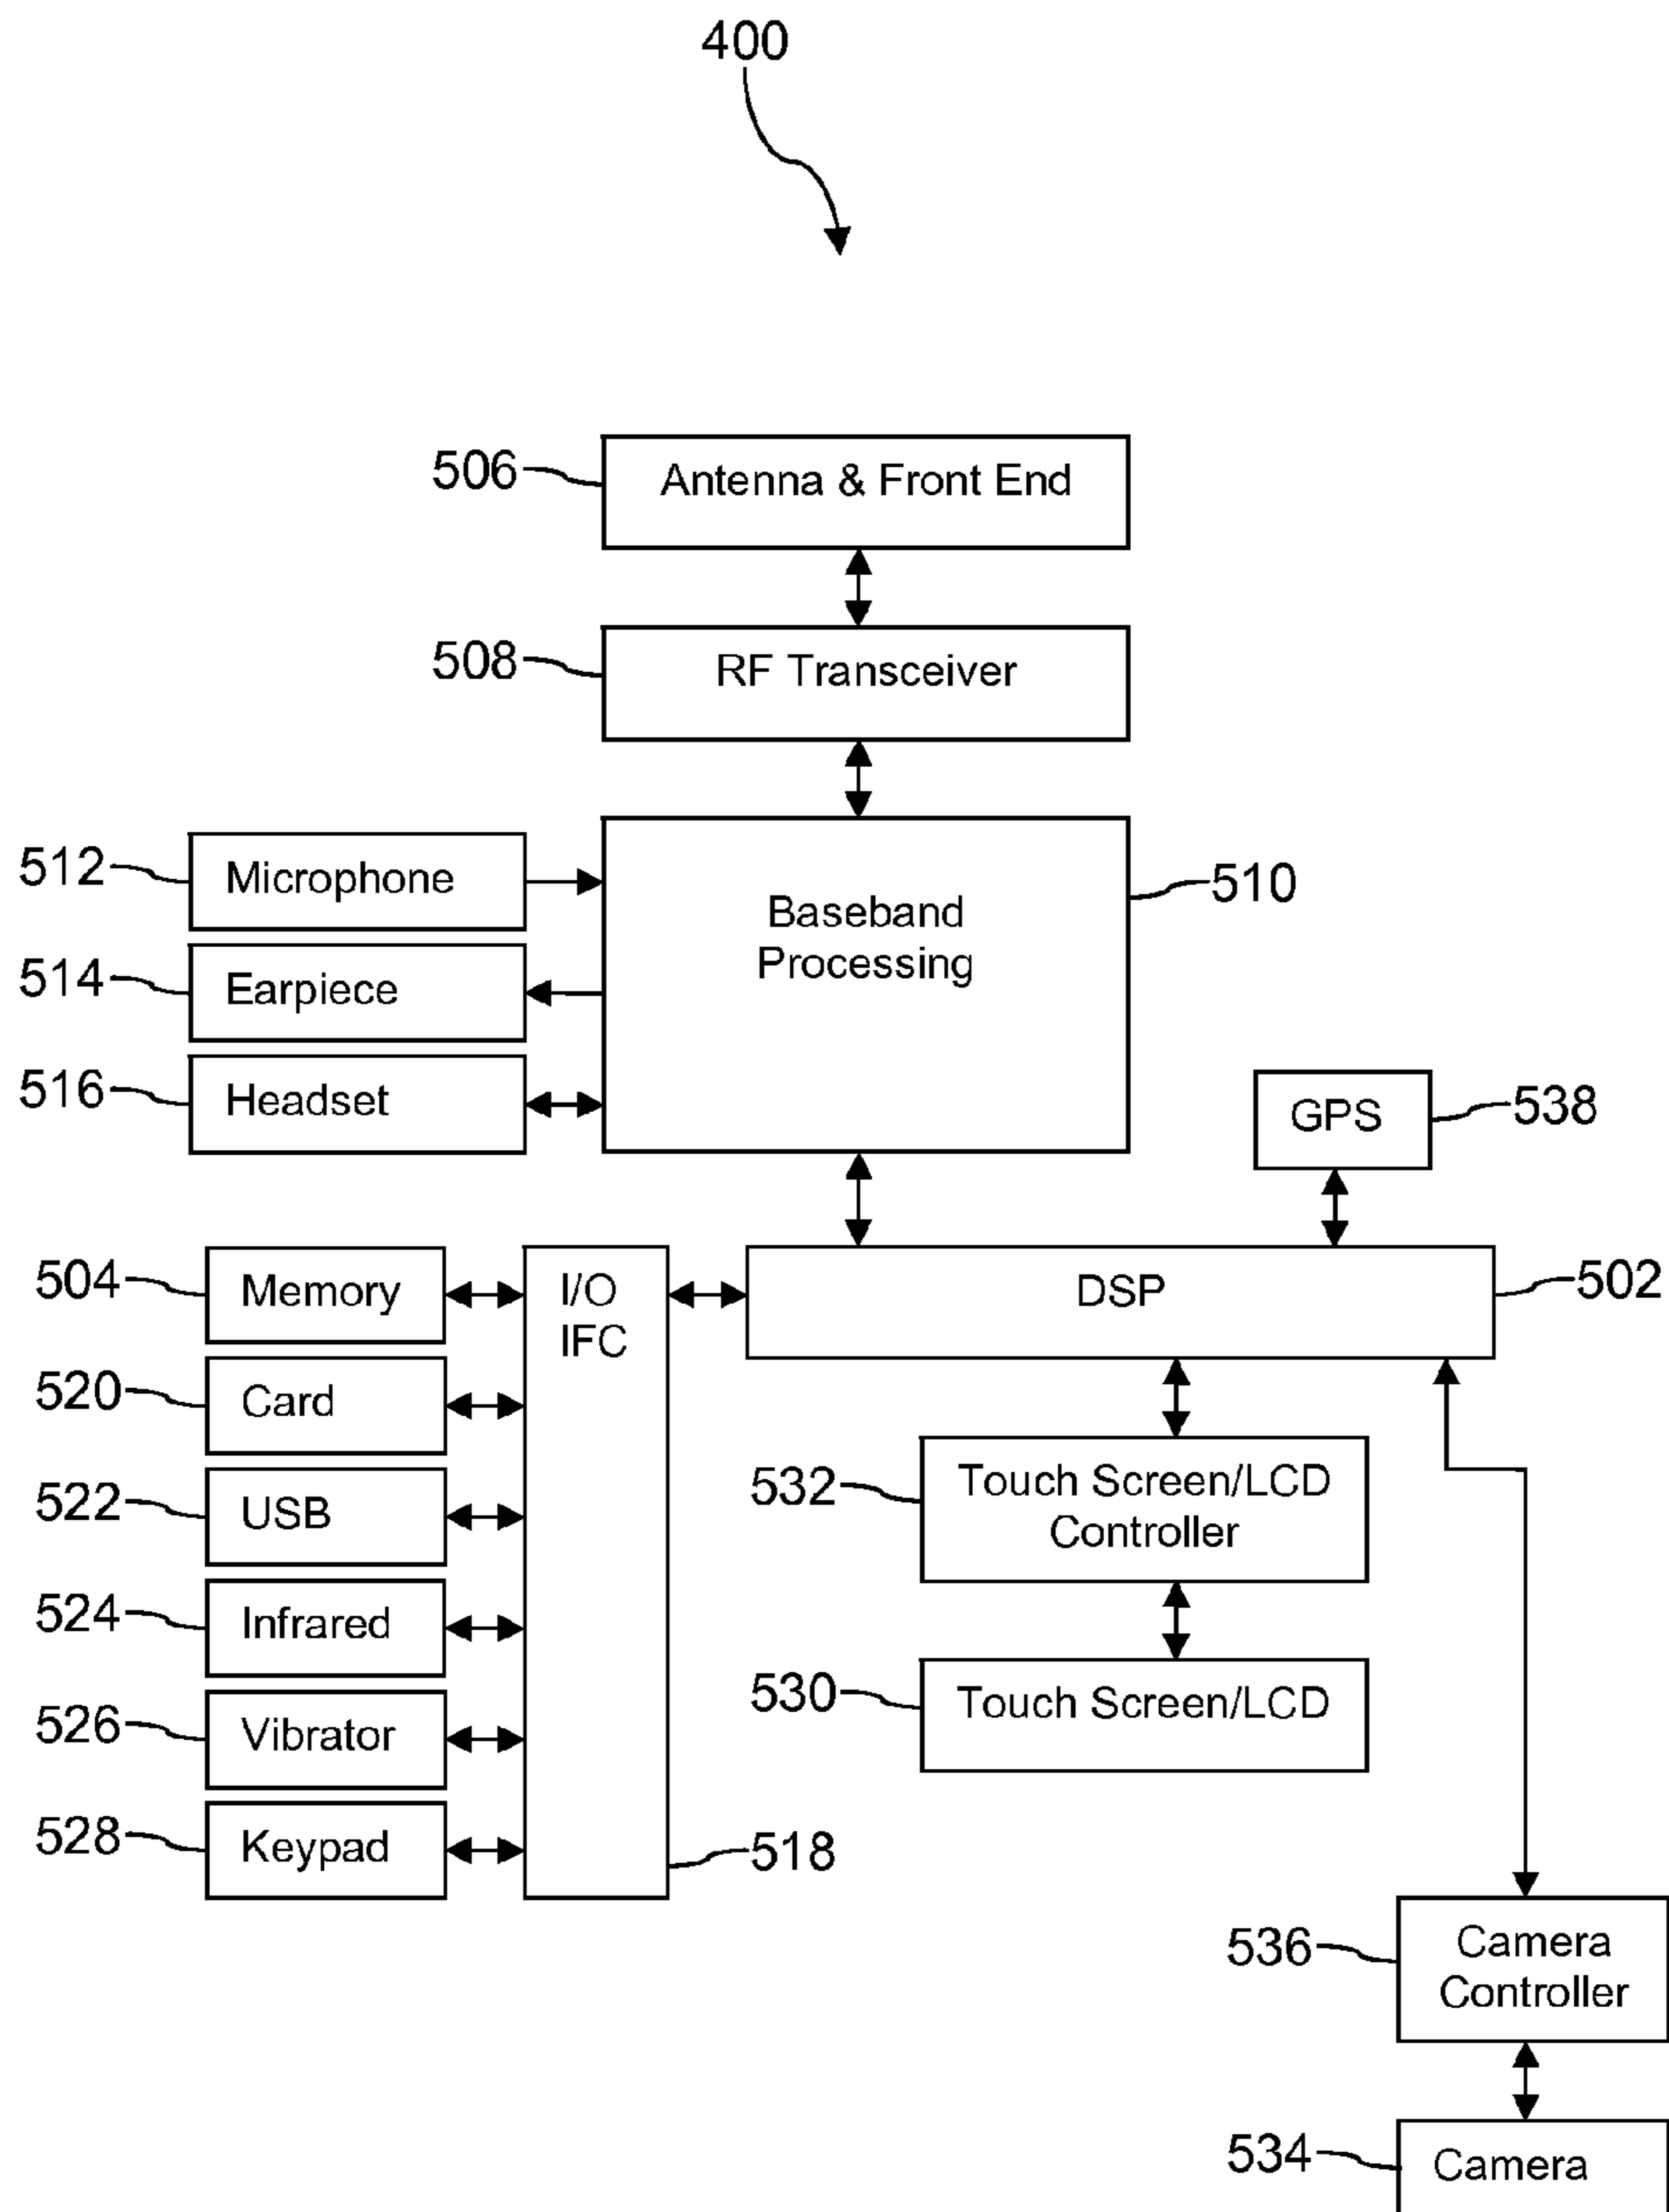 400
506 Antenna & Front End
508 RF Transceiver
512 Microphone
Baseband
Processing
510
514 Earpiece
516 Headset
GPS 538
504 Memory
I/O
IFC
DSP 502
520 Card
522 USB
532 Touch Screen/LCD
Controller
524 Infrared
530 Touch Screen/LCD
526 Vibrator
528 Keypad
518
536 Camera
Controller
534 Camera